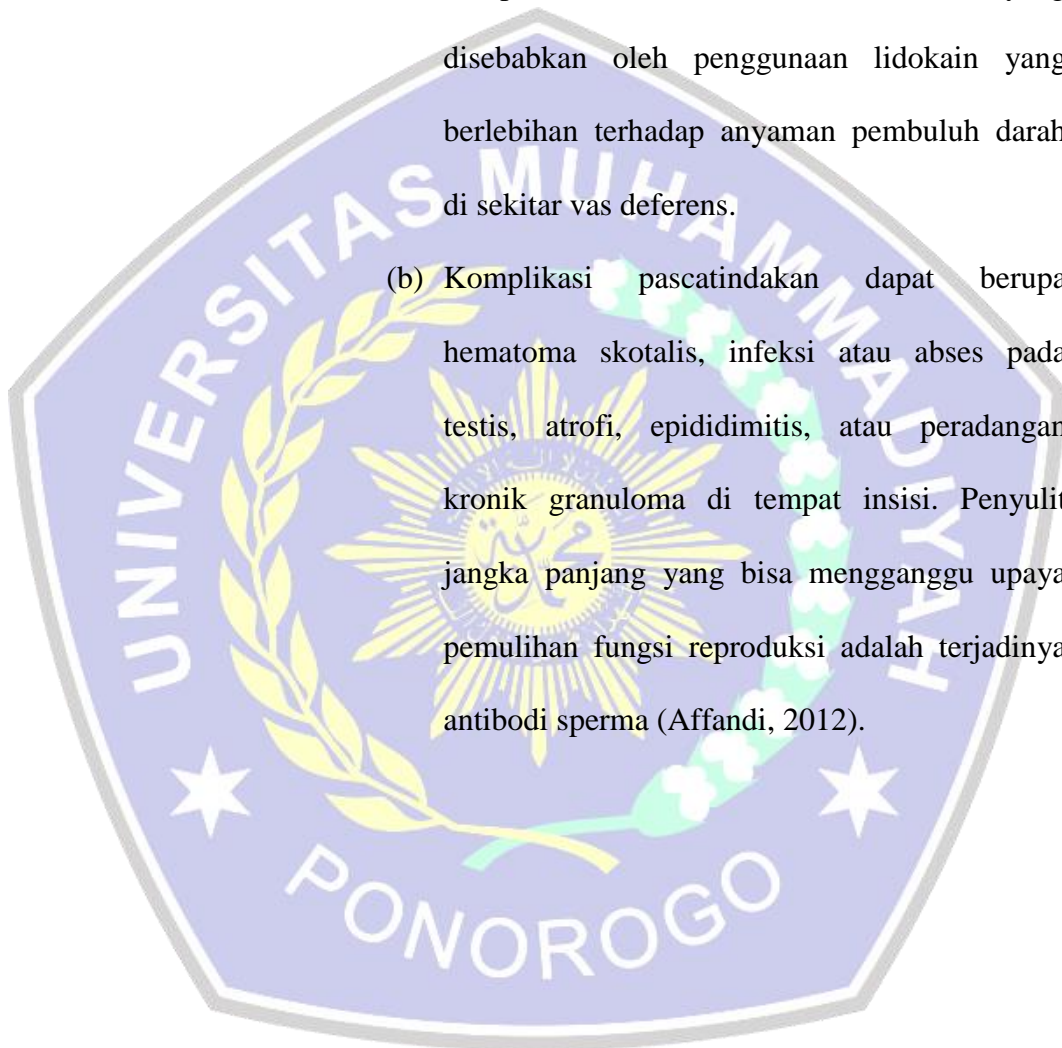 disebabkan oleh penggunaan lidokain yang
berlebihan terhadap anyaman pembuluh darah
di sekitar vas deferens.
(b) Komplikasi pascatindakan dapat berupa
hematoma skotalis, infeksi atau abses pada
testis, atrofi, epididimitis, atau peradangan
kronik granuloma di tempat insisi. Penyulit
jangka panjang yang bisa mengganggu upaya
pemulihan fungsi reproduksi adalah terjadinya
antibodi sperma (Affandi, 2012).
UNIVERSITAS MUHAMMADIYAH
PONOROGO